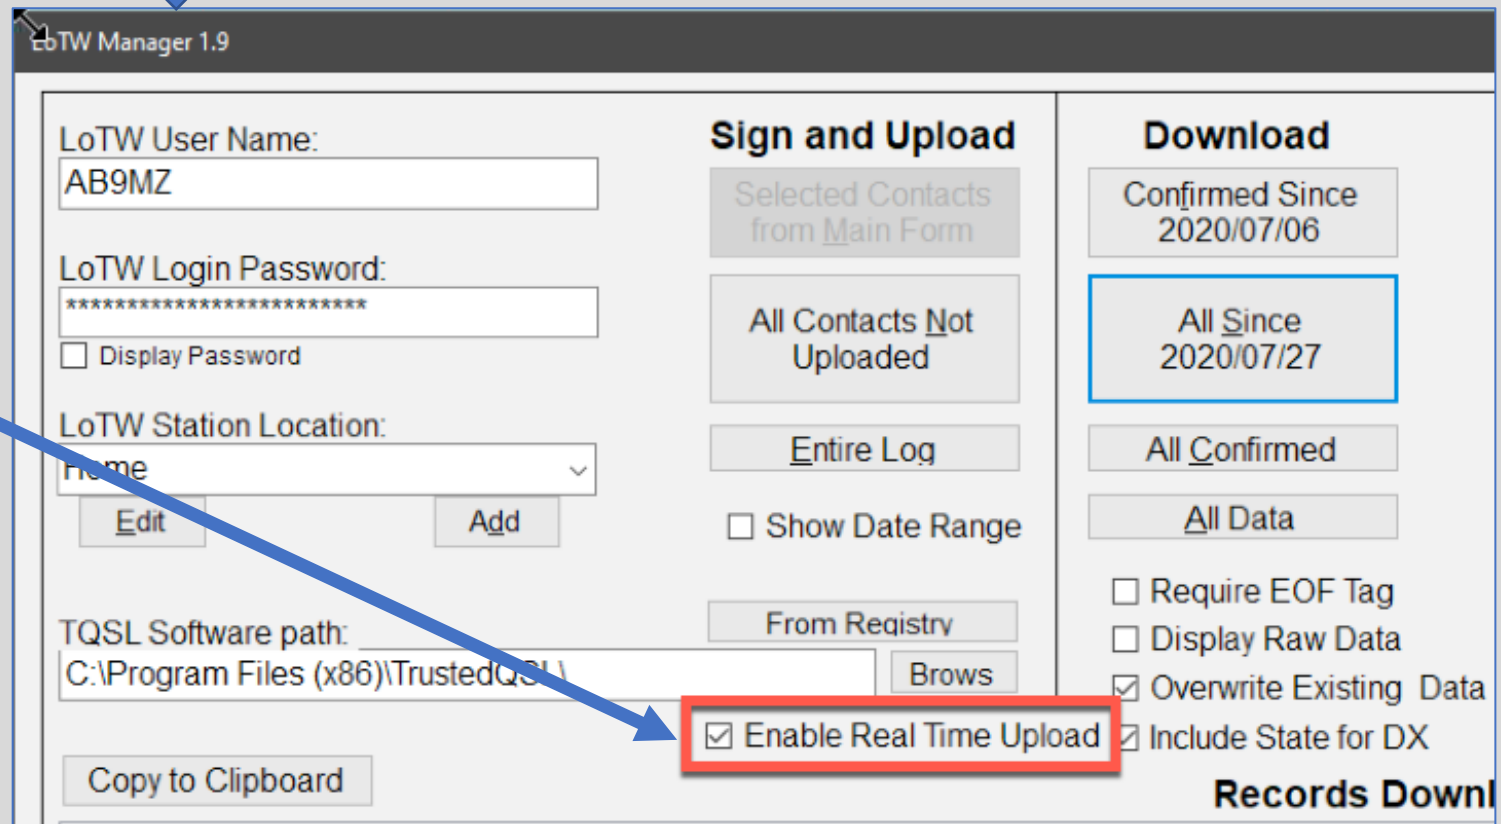 LoTW Manager 1.9
LoTW User Name:
AB9MZ
LoTW Login Password:
*************************
Display Password
LoTW Station Location:
Home
Edit
Add
TQSL Software path:
C:\Program Files (x86)\TrustedQSL\
Copy to Clipboard
Sign and Upload
Selected Contacts
from Main Form
All Contacts Not
Uploaded
Entire Log
Show Date Range
From Registry
Brows
Enable Real Time Upload
Download
Confirmed Since
2020/07/06
All Since
2020/07/27
All Confirmed
All Data
Require EOF Tag
Display Raw Data
Overwrite Existing Data
Include State for DX
Records Downl